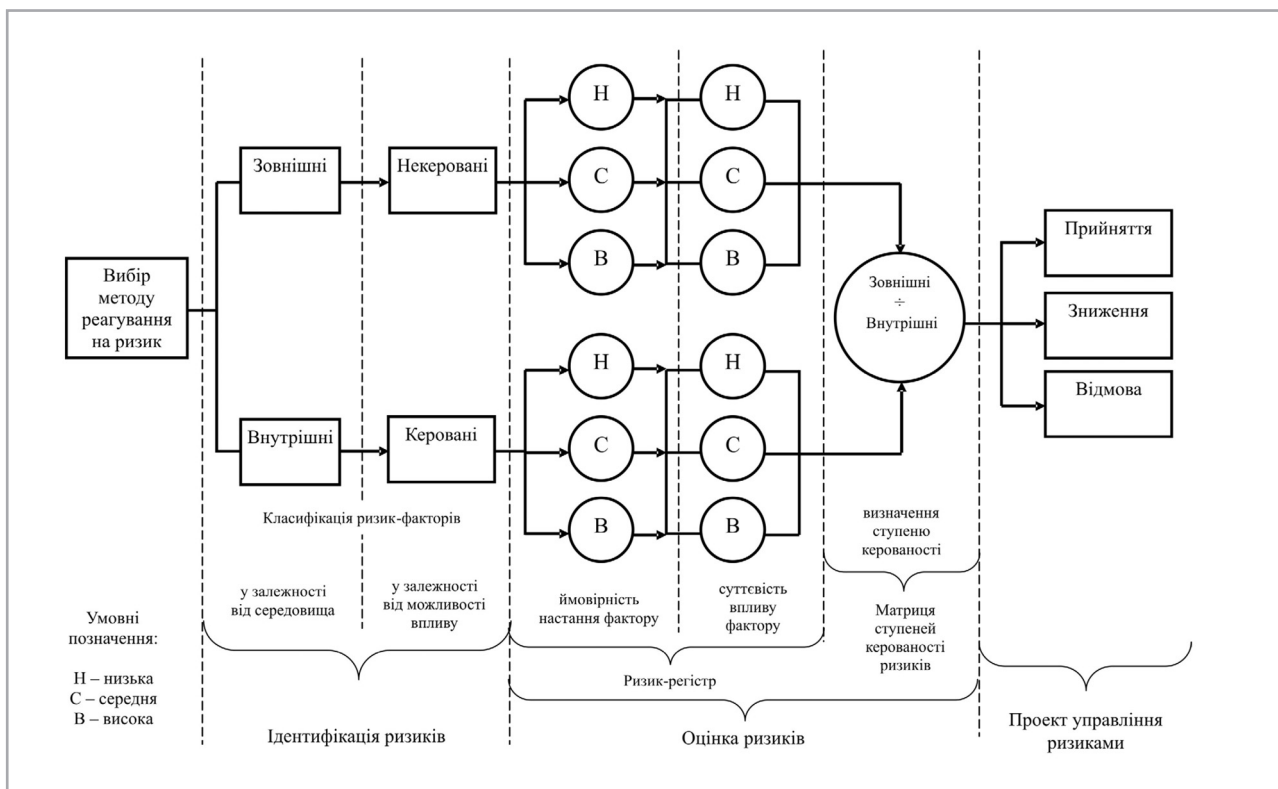 Вибір
методу
реагування
на ризик
Зовнішні
Некеровані
Внутрішні
Керовані
Н
С
В
Н
С
В
Н
С
В
Н
С
В
Зовнішні
÷
Внутрішні
Прийняття
Зниження
Відмова
Класифікація ризик-факторів
у залежності
від середовища
у залежності
від можливості
впливу
ймовірність
настання фактору
суттєвість
впливу
фактору
визначення
ступеню
керованості
Матриця
ступеней
керованості
ризиків
Ризик-регістр
Умовні
позначення:
Н – низька
С – середня
В – висока
Ідентифікація ризиків
Оцінка ризиків
Проект управління
ризиками